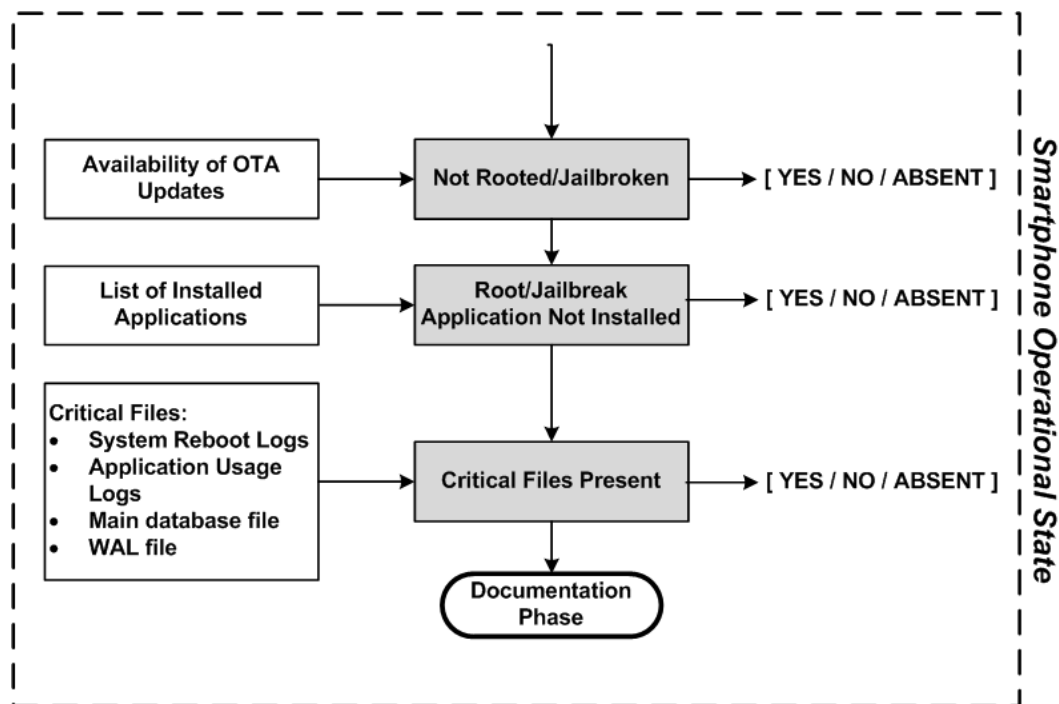 Availability of OTA
Updates
Not Rooted/Jailbroken
[ YES / NO / ABSENT ]
List of Installed
Applications
Root/Jailbreak
Application Not Installed
[ YES / NO / ABSENT ]
Critical Files:
• System Reboot Logs
• Application Usage
Logs
• Main database file
• WAL file
Critical Files Present
[ YES / NO / ABSENT ]
Documentation
Phase
Smartphone Operational State